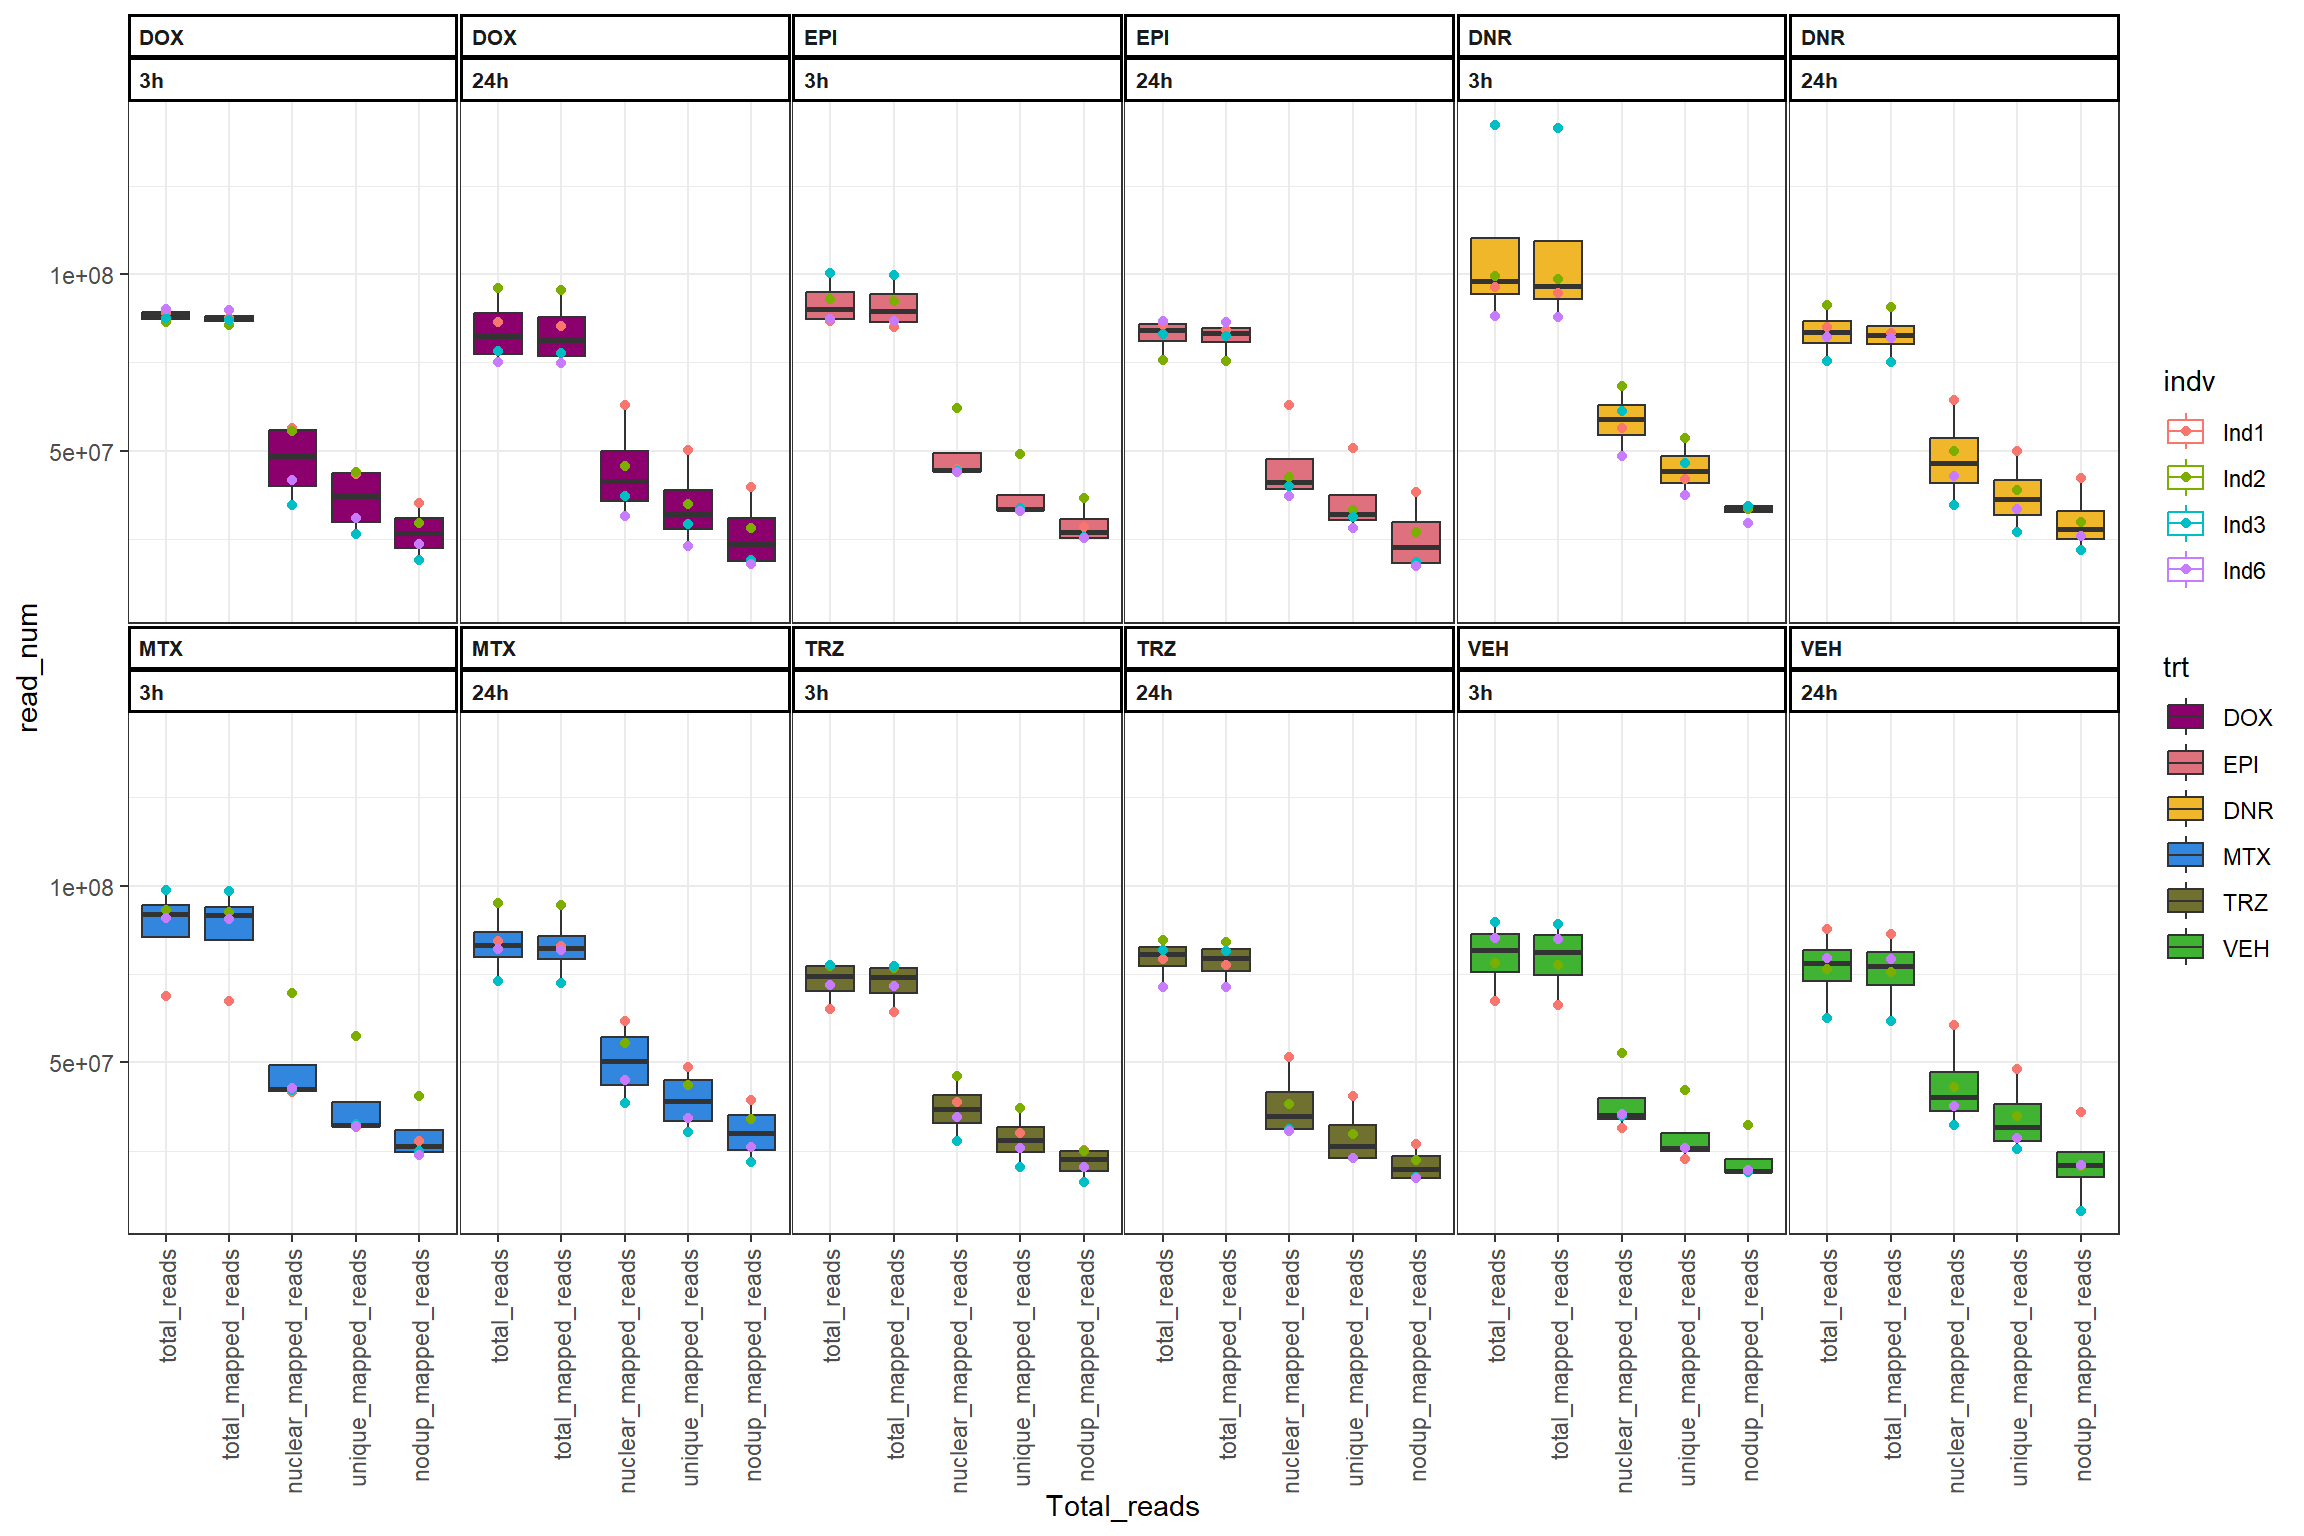 DOX DOX EPI EPI DNR DNR
3h 24h 3h 24h 3h 24h
1e+08
5e+07
read_num
MTX MTX TRZ TRZ VEH VEH
3h 24h 3h 24h 3h 24h
1e+08
5e+07
total_reads total_mapped_reads nuclear_mapped_reads unique_mapped_reads nodup_mapped_reads total_reads total_mapped_reads nuclear_mapped_reads unique_mapped_reads nodup_mapped_reads total_reads total_mapped_reads nuclear_mapped_reads unique_mapped_reads nodup_mapped_reads total_reads total_mapped_reads nuclear_mapped_reads unique_mapped_reads nodup_mapped_reads total_reads total_mapped_reads nuclear_mapped_reads unique_mapped_reads nodup_mapped_reads total_reads total_mapped_reads nuclear_mapped_reads unique_mapped_reads nodup_mapped_reads
Total_reads
indv
Ind1
Ind2
Ind3
Ind6
trt
DOX
EPI
DNR
MTX
TRZ
VEH